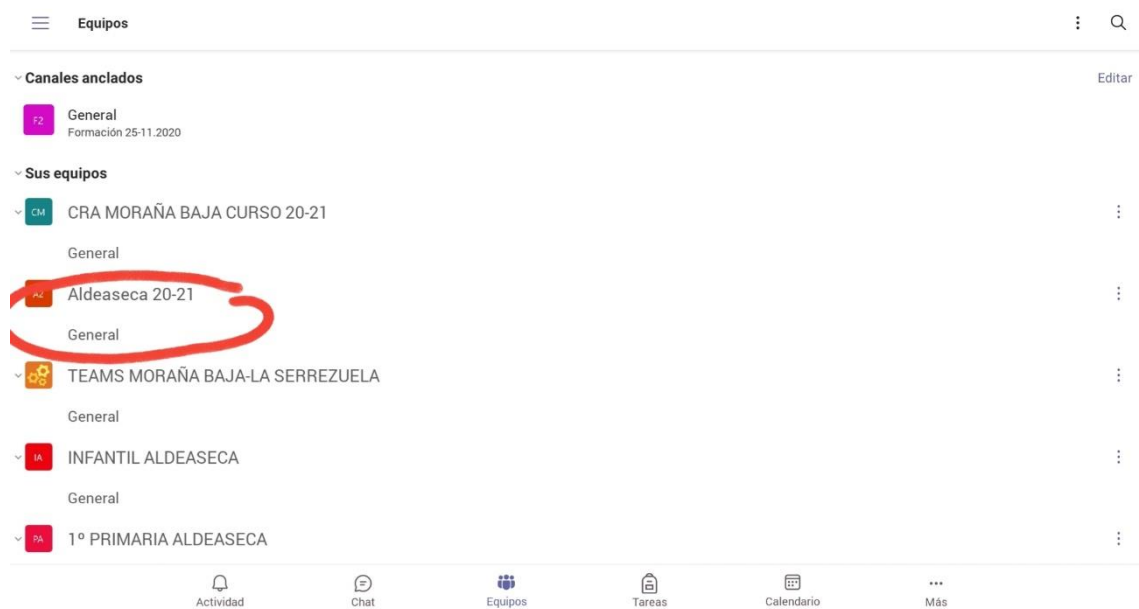 Equipos
Canales anclados
Editar
F2
General
Formación 25-11.2020
Sus equipos
CM
CRA MORAÑA BAJA CURSO 20-21
General
A2
Aldeaseca 20-21
General
TEAMS MORAÑA BAJA-LA SERREZUELA
General
IA
INFANTIL ALDEASECA
General
PA
1º PRIMARIA ALDEASECA
Actividad
Chat
Equipos
Tareas
Calendario
Más